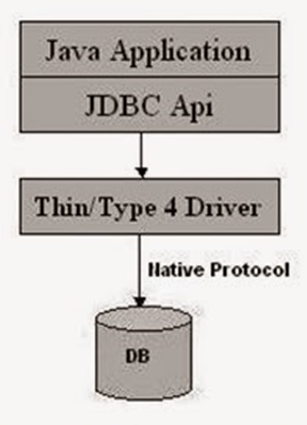 Java Application
JDBC Api
Thin/Type 4 Driver
Native Protocol
DB